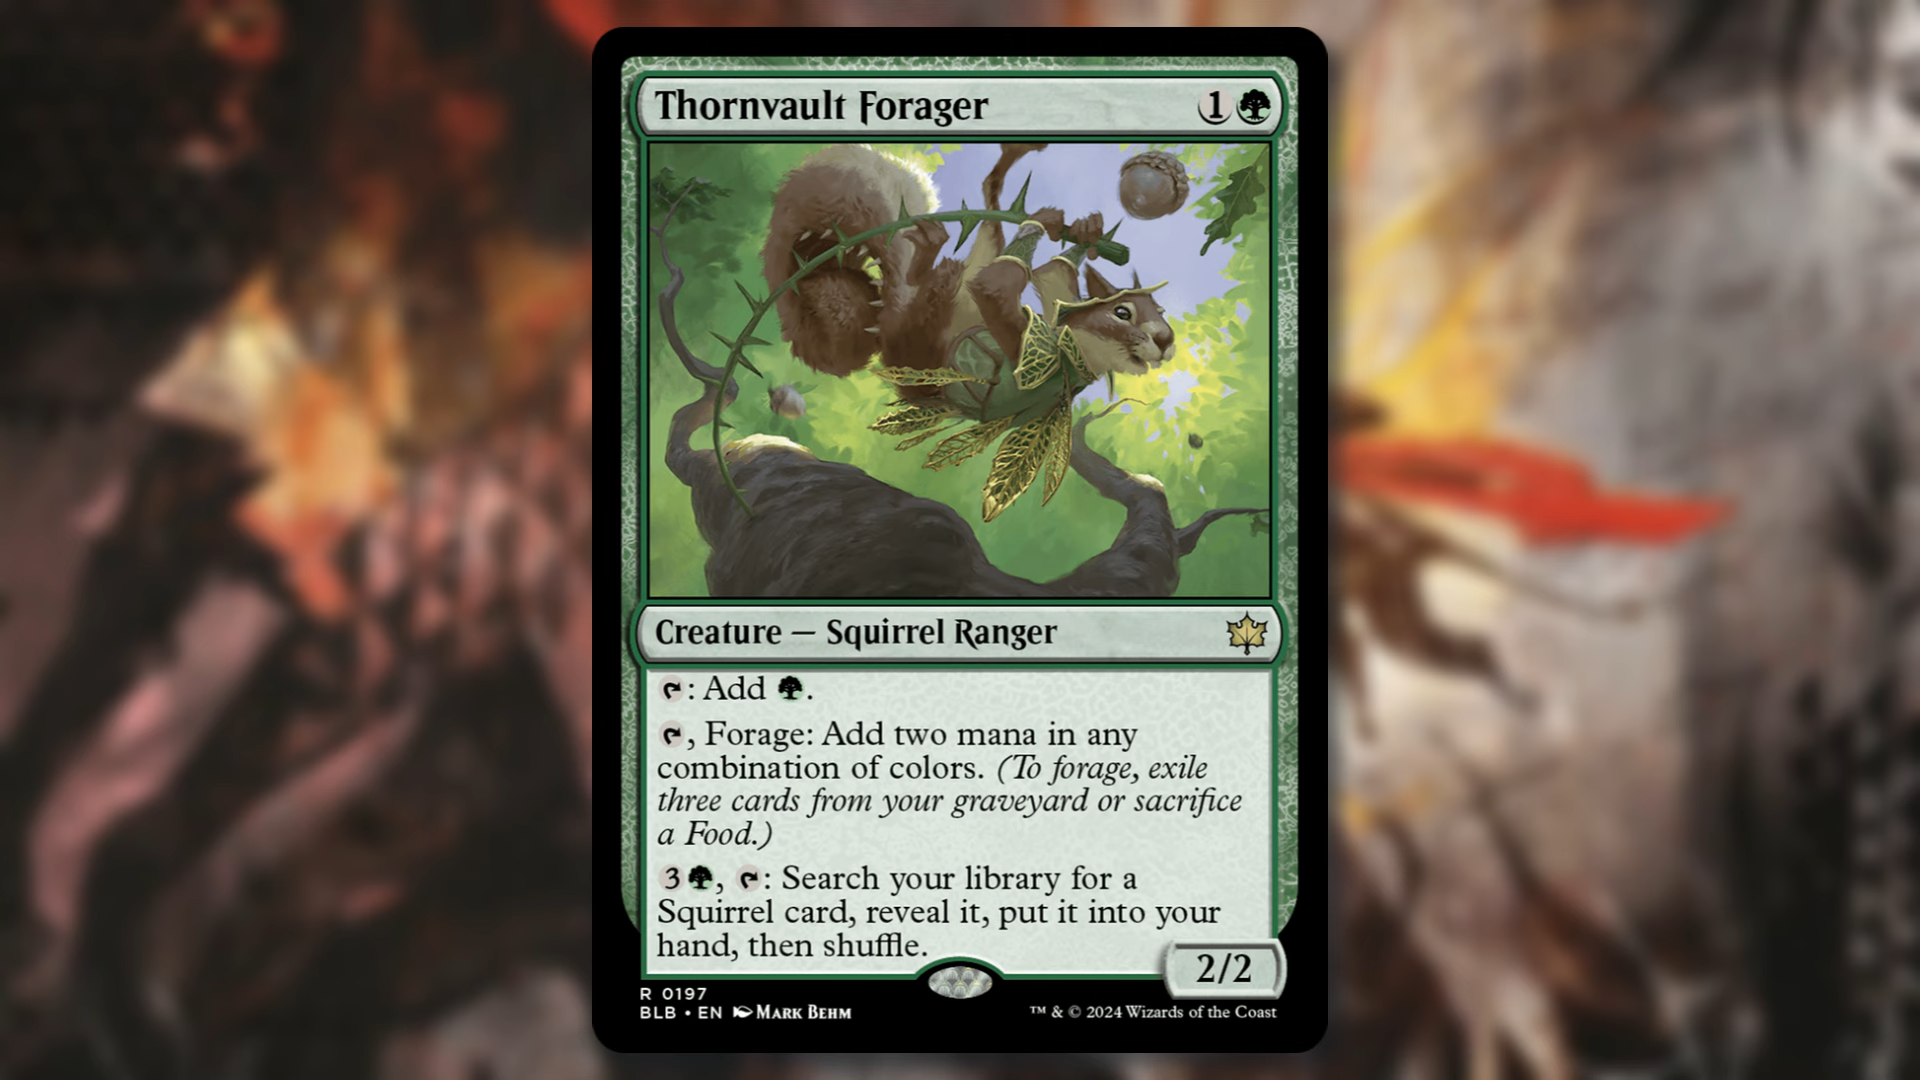 Thornvault Forager 1
Creature — Squirrel Ranger
: Add .
, Forage: Add two mana in any
combination of colors. (To forage, exile
three cards from your graveyard or sacrifice
a Food.)
3, : Search your library for a
Squirrel card, reveal it, put it into your
hand, then shuffle.
2/2
R 0197
BLB • EN Mark Behm
™ & © 2024 Wizards of the Coast